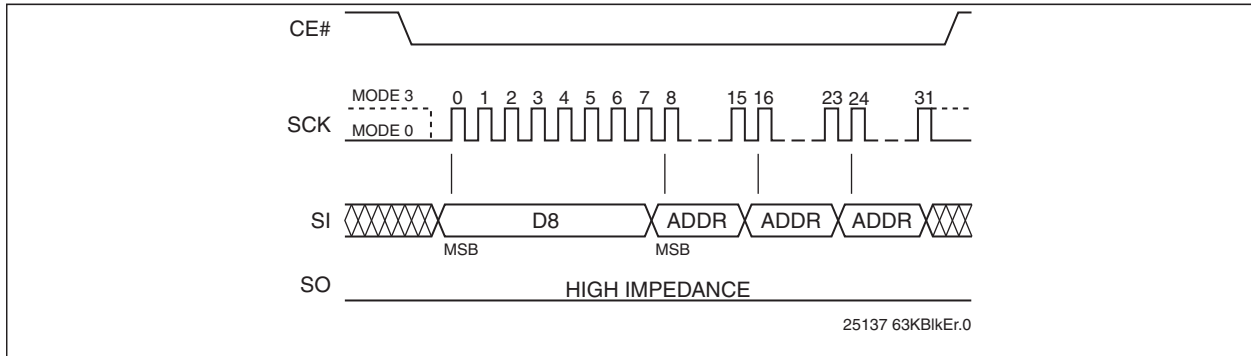 CE#
MODE 3
0 1 2 3 4 5 6 7 8 15 16 23 24 31
SCK
MODE 0
SI
D8 ADDR ADDR ADDR
MSB MSB
SO
HIGH IMPEDANCE
25137 63KBlkEr.0